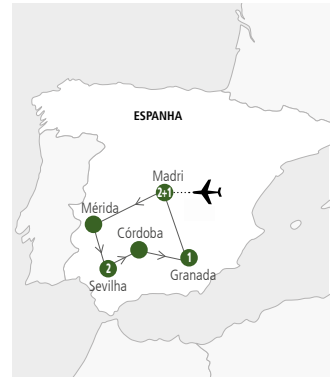 ESPANHA
Madri
2+1
Mérida
Córdoba
2
Sevilha
1
Granada